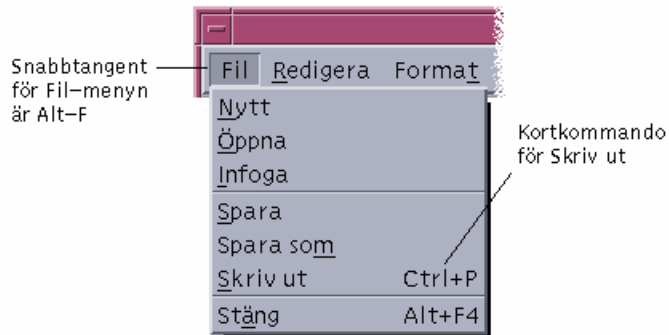 Snabbtangent
för Fil-menyn
är Alt-F
Fil Redigera Format
Nytt
Öppna
Infoga
Spara
Spara som
Skriv ut Ctrl+P
Stäng Alt+F4
Kortkommando
för Skriv ut